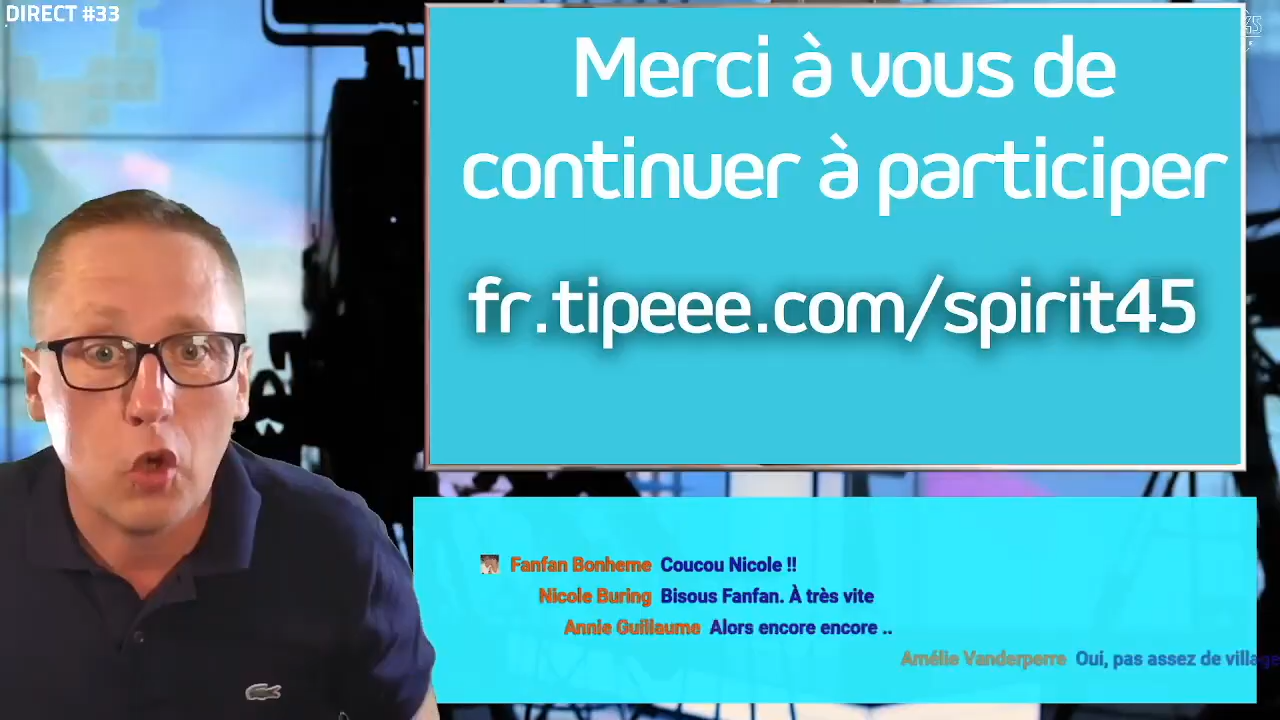 DIRECT #33
Merci à vous de
continuer à participer
fr.tipeee.com/spirit45
Fanfan Bonheme Coucou Nicole !!
Nicole Buring Bisous Fanfan. À très vite
Annie Guillaume Alors encore encore ..
Amélie Vanderperre Oui, pas assez de village